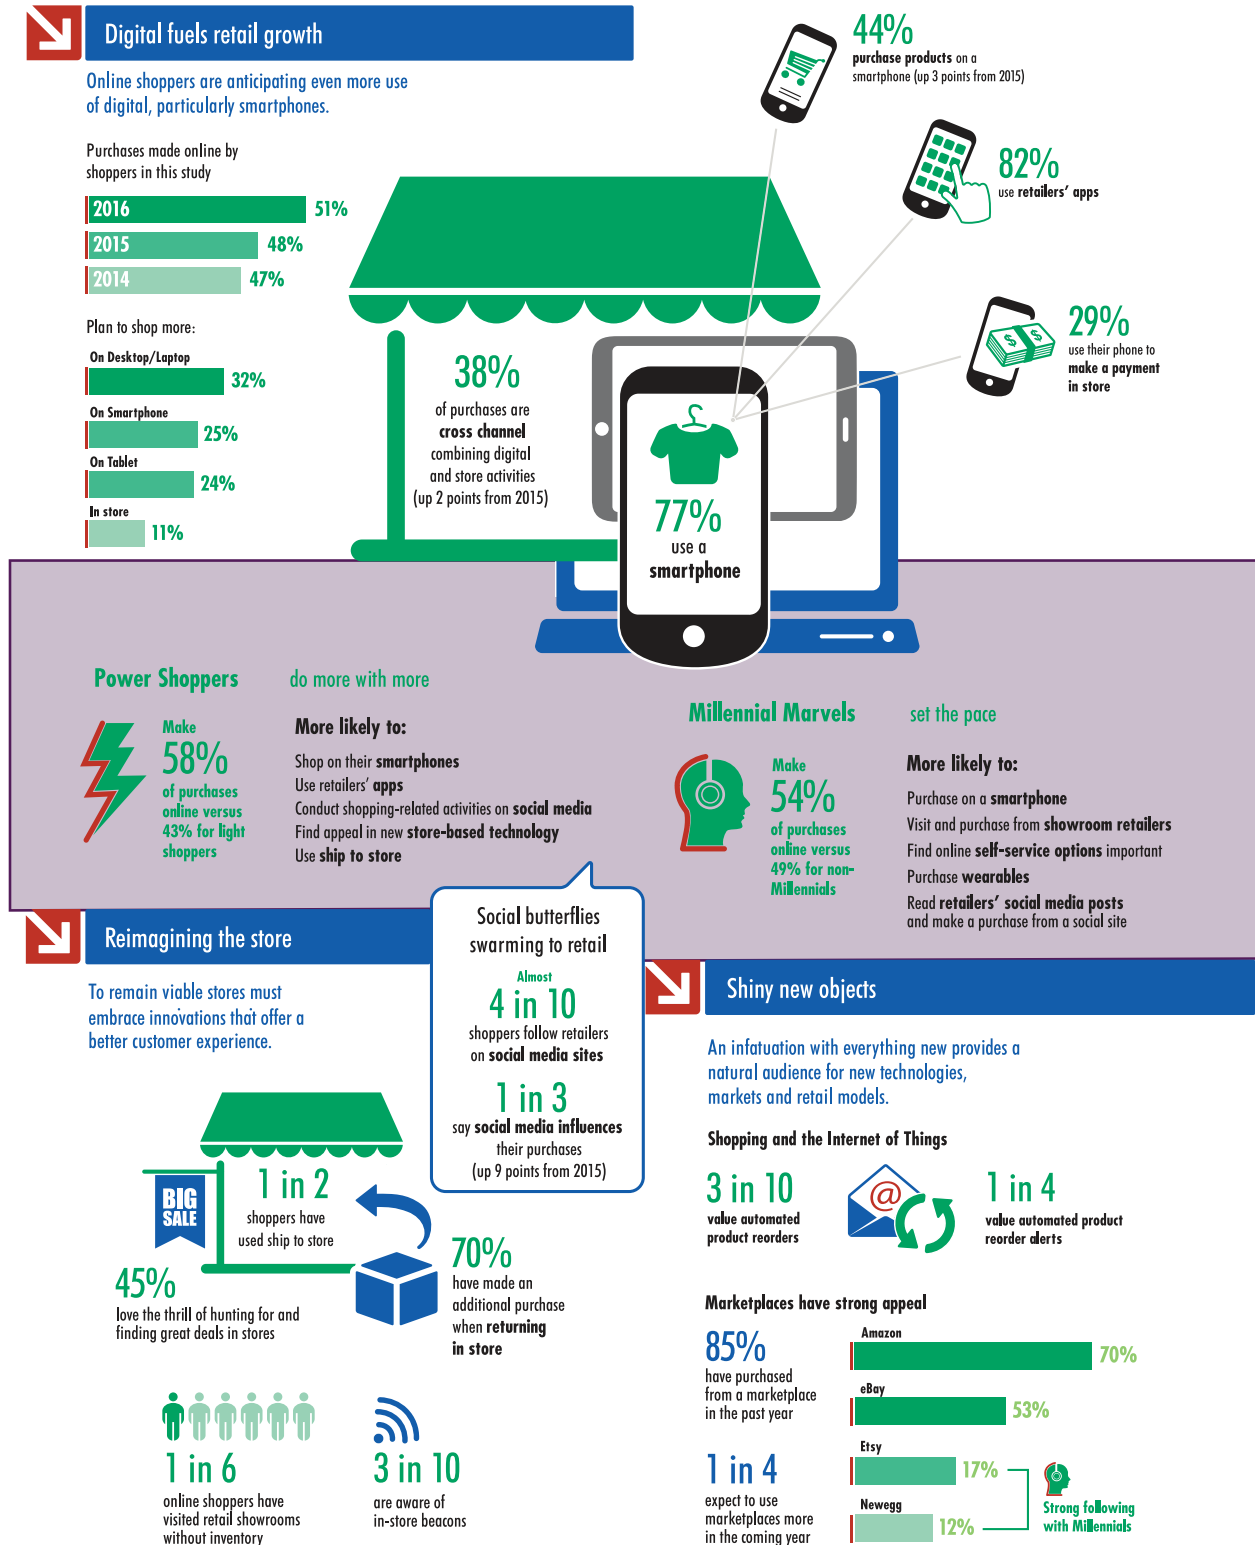 Digital fuels retail growth
Online shoppers are anticipating even more use
of digital, particularly smartphones.
Purchases made online by
shoppers in this study
2016 51%
2015 48%
2014 47%
Plan to shop more:
On Desktop/Laptop
32%
On Smartphone
25%
On Tablet
24%
In store
11%
38%
of purchases are
cross channel
combining digital
and store activities
(up 2 points from 2015)
77%
use a
smartphone
44%
purchase products on a
smartphone (up 3 points from 2015)
82%
use retailers' apps
29%
use their phone to
make a payment
in store
Power Shoppers do more with more
Make
58%
of purchases
online versus
43% for light
shoppers
More likely to:
Shop on their smartphones
Use retailers' apps
Conduct shopping-related activities on social media
Find appeal in new store-based technology
Use ship to store
Millennial Marvels set the pace
Make
54%
of purchases
online versus
49% for non-
Millennials
More likely to:
Purchase on a smartphone
Visit and purchase from showroom retailers
Find online self-service options important
Purchase wearables
Read retailers' social media posts
and make a purchase from a social site
Social butterflies
swarming to retail
Almost
4 in 10
shoppers follow retailers
on social media sites
1 in 3
say social media influences
their purchases
(up 9 points from 2015)
Reimagining the store
To remain viable stores must
embrace innovations that offer a
better customer experience.
BIG
SALE
1 in 2
shoppers have
used ship to store
45%
love the thrill of hunting for and
finding great deals in stores
70%
have made an
additional purchase
when returning
in store
1 in 6
online shoppers have
visited retail showrooms
without inventory
3 in 10
are aware of
in-store beacons
Shiny new objects
An infatuation with everything new provides a
natural audience for new technologies,
markets and retail models.
Shopping and the Internet of Things
3 in 10
value automated
product reorders
@
1 in 4
value automated product
reorder alerts
Marketplaces have strong appeal
85%
have purchased
from a marketplace
in the past year
1 in 4
expect to use
marketplaces more
in the coming year
Amazon
70%
eBay
53%
Etsy
17%
Newegg
12%
Strong following
with Millennials